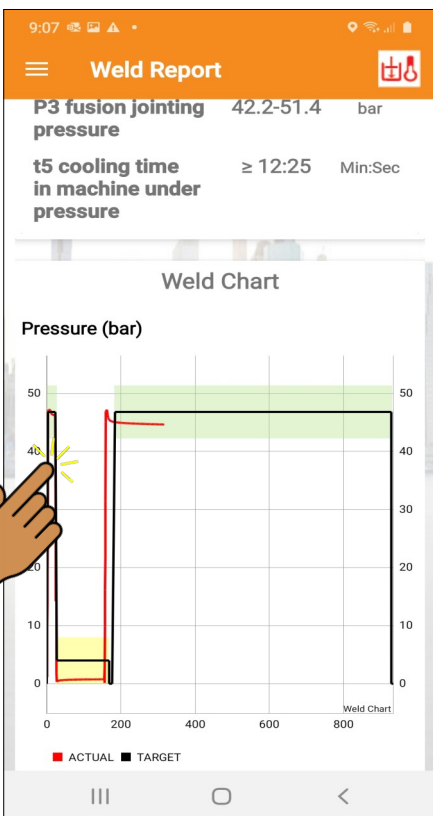 9:07
Weld Report
P3 fusion jointing 42.2-51.4 bar
pressure
t5 cooling time ≥ 12:25 Min:Sec
in machine under
pressure
Weld Chart
Pressure (bar)
50 50
40 40
30
20 20
10 10
0 0
Weld Chart
0 200 400 600 800
ACTUAL TARGET